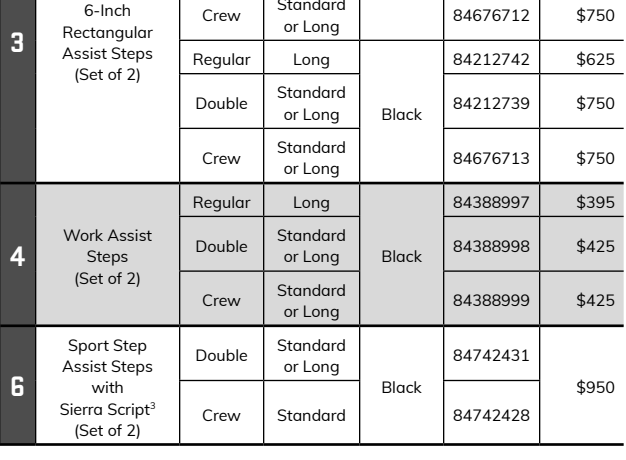 3
6-Inch
Rectangular
Assist Steps
(Set of 2)
Crew
Standard
or Long
84676712
$750
Regular
Long
Black
84212742
$625
Double
Standard
or Long
84212739
$750
Crew
Standard
or Long
84676713
$750
4
Work Assist
Steps
(Set of 2)
Regular
Long
Black
84388997
$395
Double
Standard
or Long
84388998
$425
Crew
Standard
or Long
84388999
$425
6
Sport Step
Assist Steps
with
Sierra Script³
(Set of 2)
Double
Standard
or Long
Black
84742431
$950
Crew
Standard
84742428